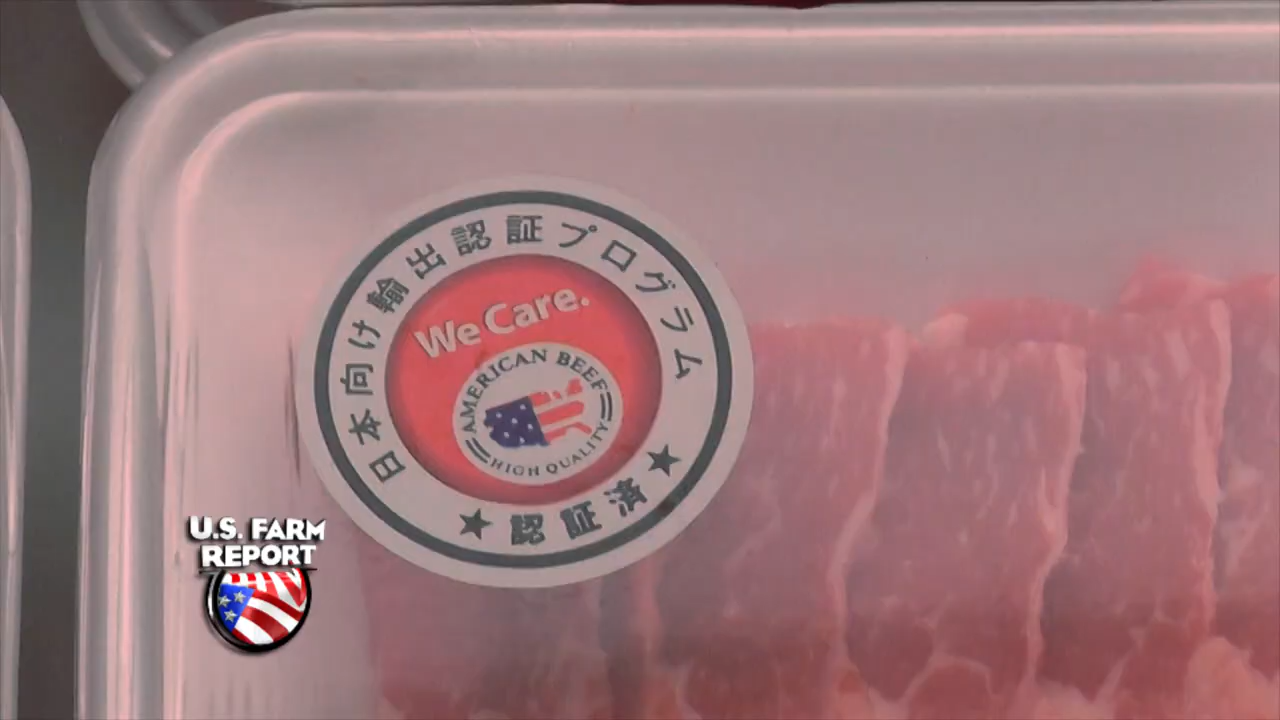 日本向け輸出認証プログラム
We Care.
AMERICAN BEEF
HIGH QUALITY
★認証済★
U.S. FARM
REPORT